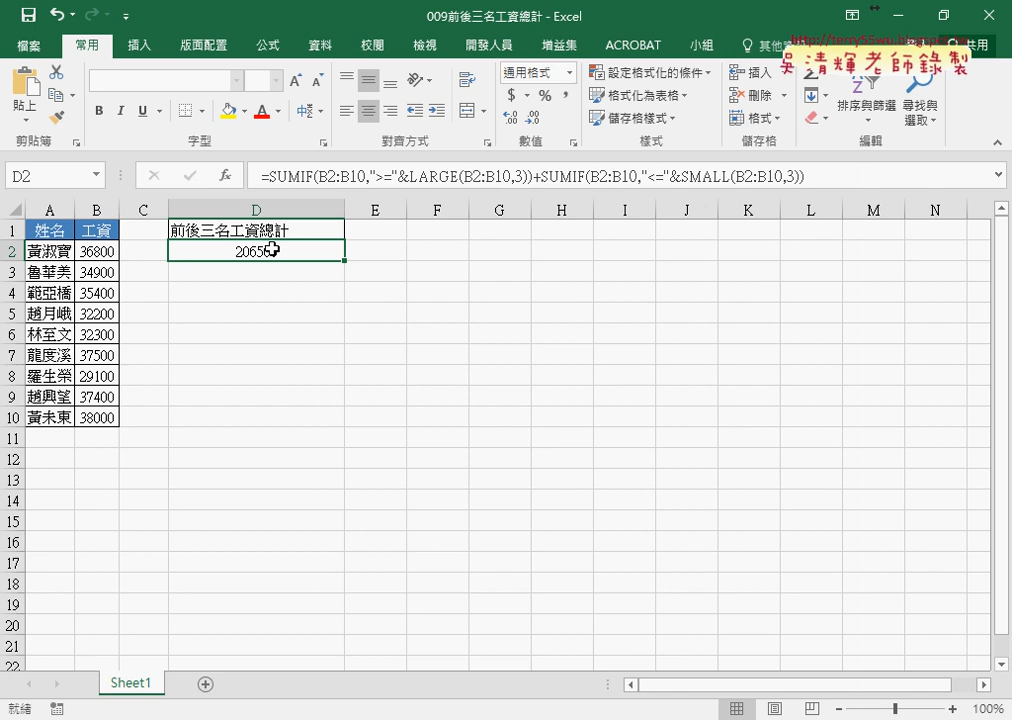 009前後三名工資總計 - Excel
檔案 常用 插入 版面配置 公式 資料 校閱 檢視 開發人員 增益集 ACROBAT 小組 其他 共用
吳清輝老師錄製
貼上 B I U A A A 中 通用格式 $ % , .00 設定格式化的條件 格式化為表格 儲存格樣式 插入 刪除 格式 排序與篩選 尋找與選取
剪貼簿 字型 對齊方式 數值 樣式 儲存格 編輯
D2 fx =SUMIF(B2:B10,">="&LARGE(B2:B10,3))+SUMIF(B2:B10,"<="&SMALL(B2:B10,3))
A B C D E F G H I J K L M N
1 姓名 工資 前後三名工資總計
2 黃淑寶 36800
3 魯華美 34900
4 範亞橋 35400
5 趙月峨 32200
6 林至文 32300
7 龍度溪 37500
8 羅生榮 29100
9 趙興望 37400
10 黃未東 38000
11
12
13
14
15
16
17
18
19
20
21
22
Sheet1
就緒 100%